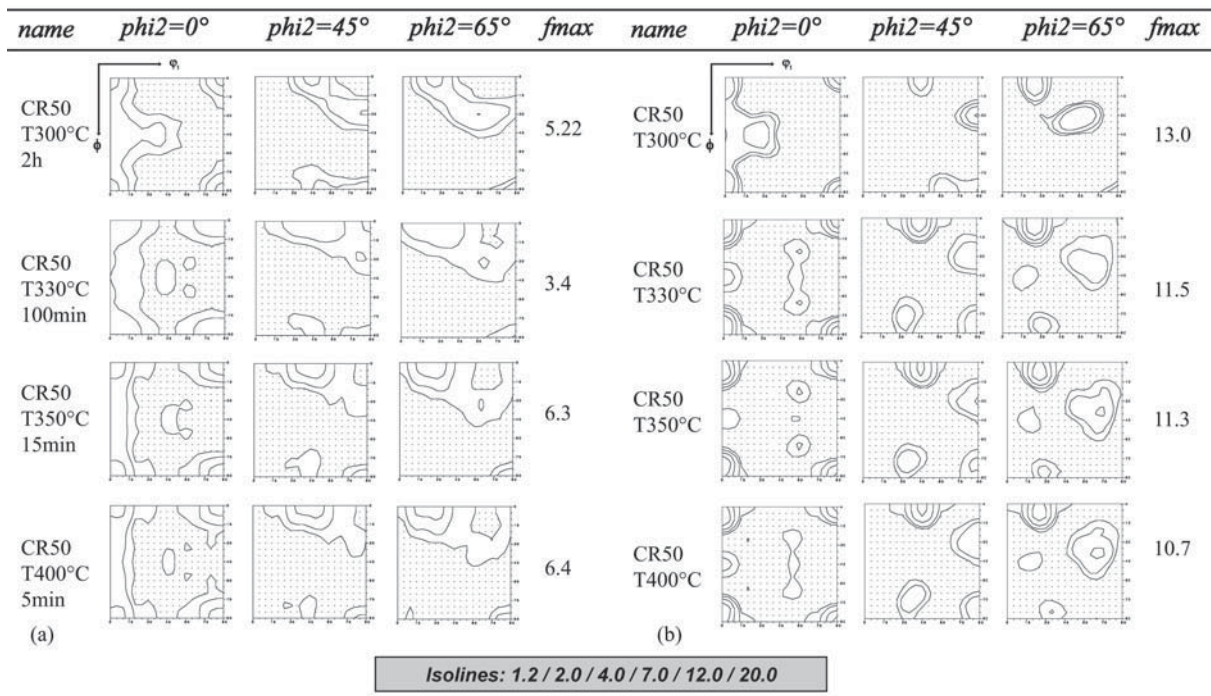 name phi2=0° phi2=45° phi2=65° fmax name phi2=0° phi2=45° phi2=65° fmax
φ₁
ϕ
CR50
T300°C
2h
5.22
φ₁
ϕ
CR50
T300°C
13.0
CR50
T330°C
100min
3.4
CR50
T330°C
11.5
CR50
T350°C
15min
6.3
CR50
T350°C
11.3
CR50
T400°C
5min
6.4
CR50
T400°C
10.7
(a)
(b)
Isolines: 1.2 / 2.0 / 4.0 / 7.0 / 12.0 / 20.0